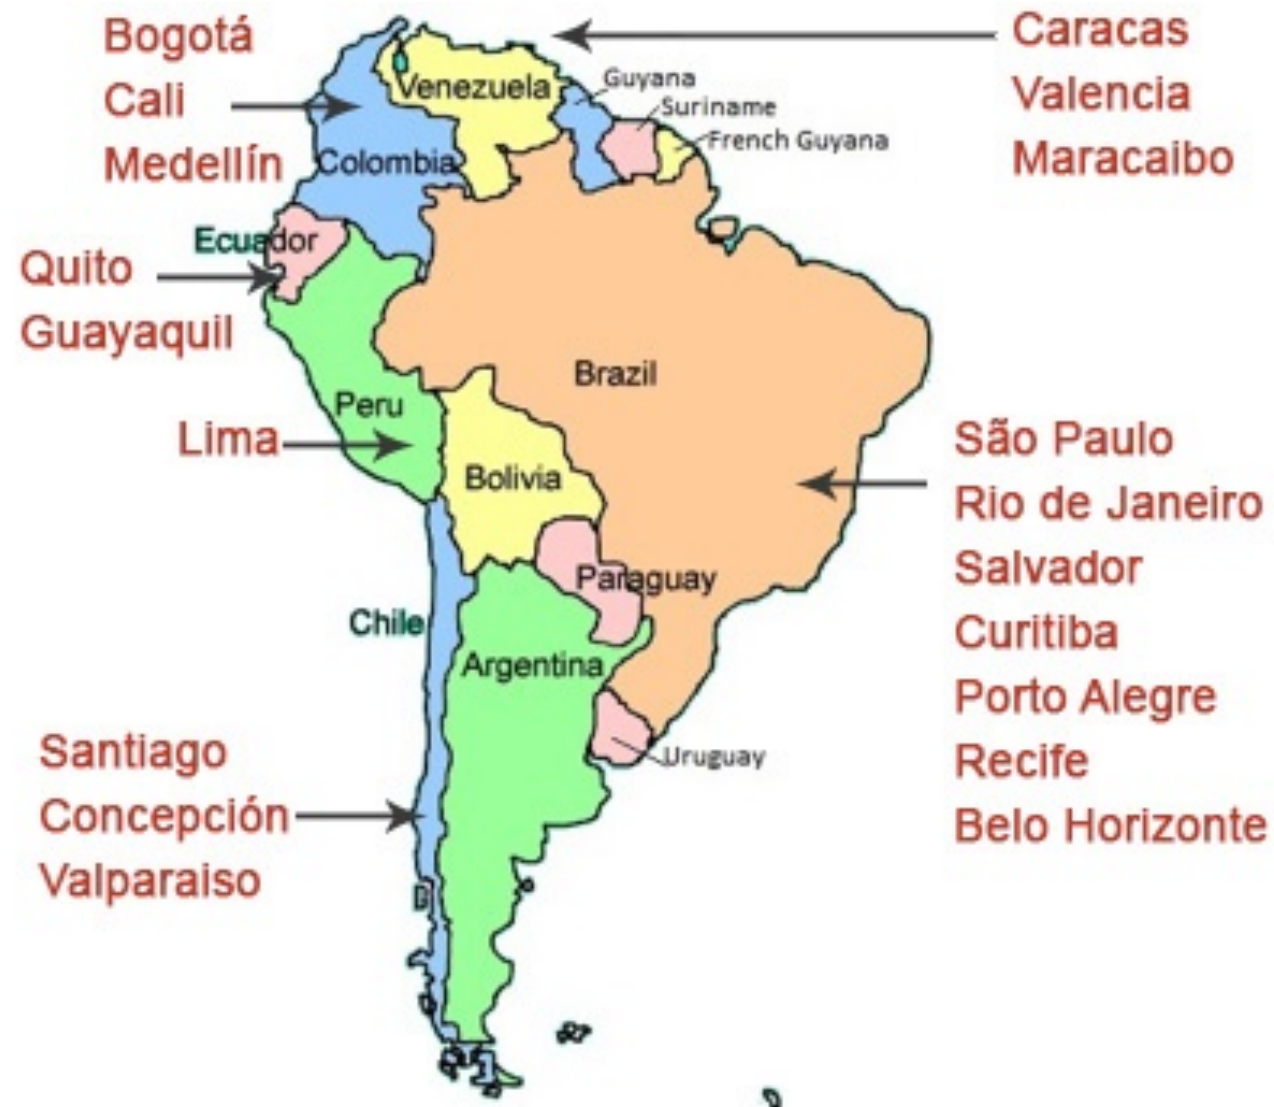 Bogotá
Cali
Medellín
Caracas
Valencia
Maracaibo
Venezuela
Guyana
Suriname
French Guyana
Colombia
Ecuador
Quito
Guayaquil
Brazil
Peru
Lima
Bolivia
São Paulo
Rio de Janeiro
Salvador
Curitiba
Porto Alegre
Recife
Belo Horizonte
Paraguay
Chile
Argentina
Uruguay
Santiago
Concepción
Valparaiso